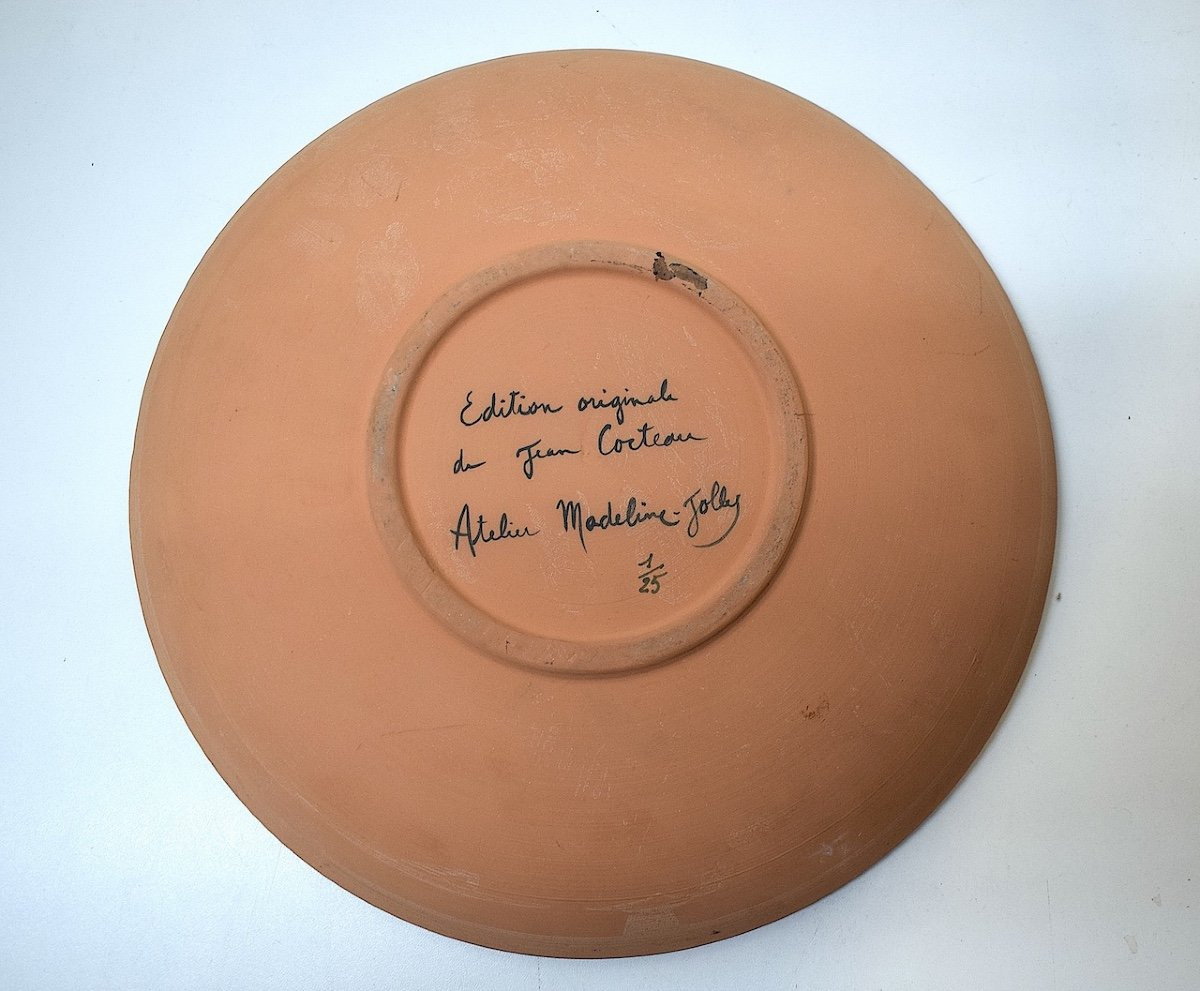 Edition originale
de Jean Cocteau
Atelier Madeline-Jolly
1/25